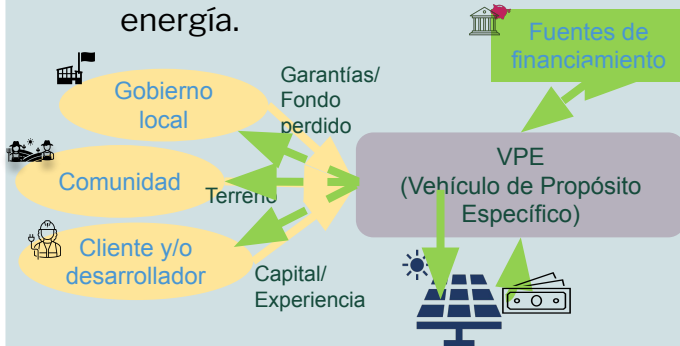 energía.
Fuentes de
financiamiento
Gobierno
local
Garantías/
Fondo
perdido
Comunidad
Terreno
VPE
(Vehículo de Propósito
Específico)
Cliente y/o
desarrollador
Capital/
Experiencia